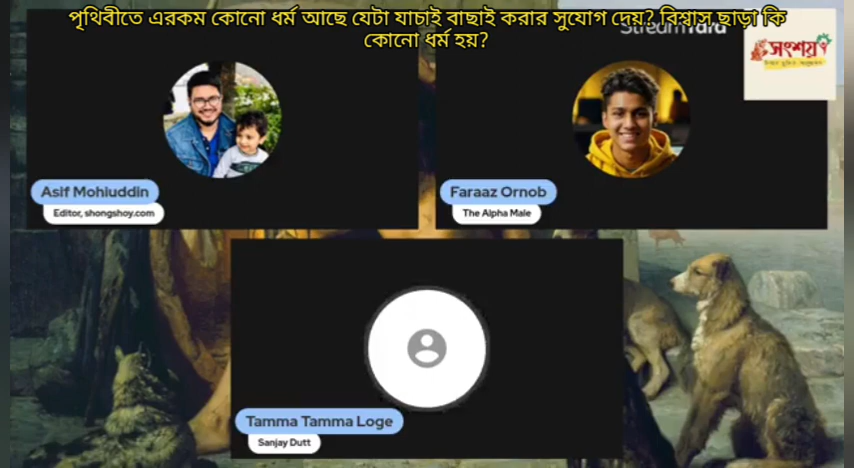 পৃথিবীতে এরকম কোনো ধর্ম আছে যেটা যাচাই বাছাই করার সুযোগ দেয়? বিশ্বাস ছাড়া কি
কোনো ধর্ম হয়?
সংশয়
Asif Mohiuddin
Editor, shongshoy.com
Faraaz Ornob
The Alpha Male
Tamma Tamma Loge
Sanjay Dutt